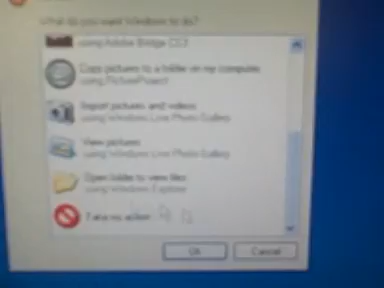 What do you want Windows to do?
using Adobe Bridge CS3
Copy pictures to a folder on my computer
using PictureProject
Import pictures and videos
using Windows Live Photo Gallery
View pictures
using Windows Live Photo Gallery
Open folder to view files
using Windows Explorer
Take no action
Ok
Cancel